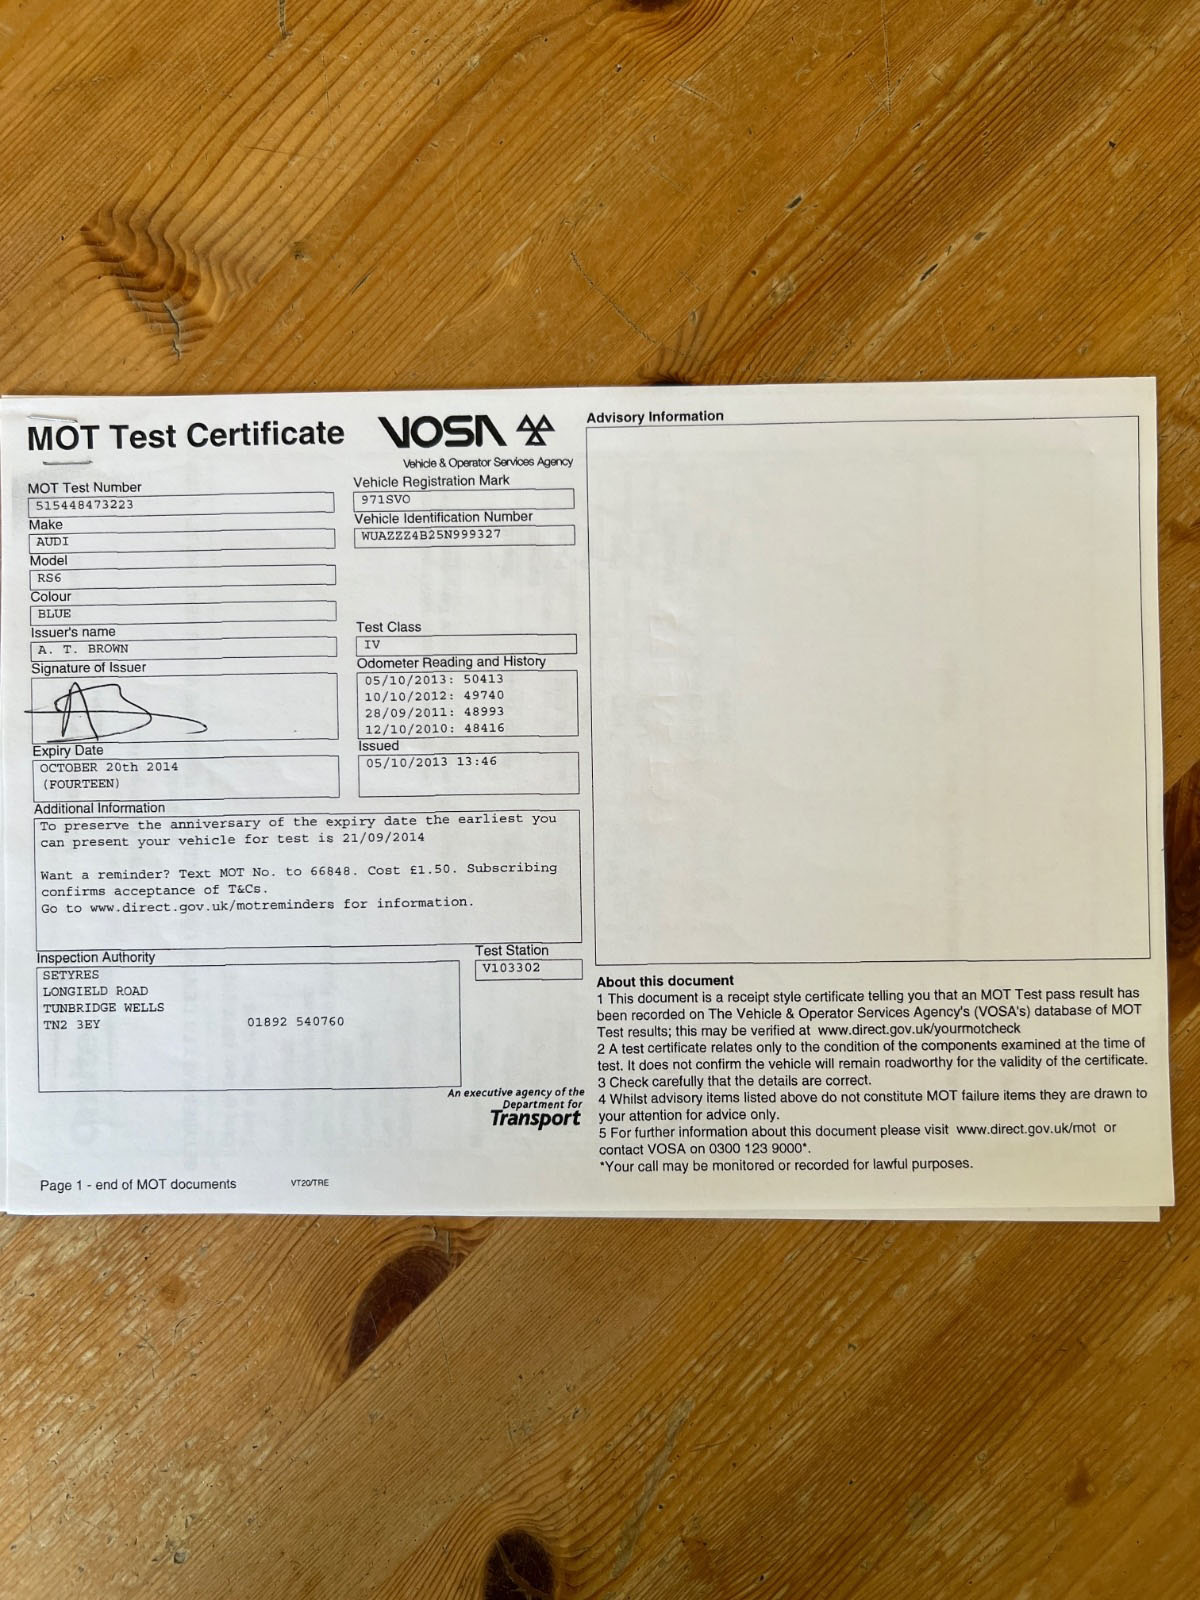 MOT Test Certificate
VOSA
Vehicle & Operator Services Agency
MOT Test Number
515448473223
Make
AUDI
Model
RS6
Colour
BLUE
Issuer's name
A. T. BROWN
Signature of Issuer
Vehicle Registration Mark
971SVO
Vehicle Identification Number
WUAZZZ4B25N999327
Test Class
IV
Odometer Reading and History
05/10/2013: 50413
10/10/2012: 49740
28/09/2011: 48993
12/10/2010: 48416
Expiry Date
OCTOBER 20th 2014
(FOURTEEN)
Issued
05/10/2013 13:46
Additional Information
To preserve the anniversary of the expiry date the earliest you
can present your vehicle for test is 21/09/2014
Want a reminder? Text MOT No. to 66848. Cost £1.50. Subscribing
confirms acceptance of T&Cs.
Go to www.direct.gov.uk/motreminders for information.
Inspection Authority
SETYRES
LONGIELD ROAD
TUNBRIDGE WELLS
TN2 3EY 01892 540760
Test Station
V103302
An executive agency of the
Department for
Transport
Page 1 - end of MOT documents VT20/TRE
Advisory Information
About this document
1 This document is a receipt style certificate telling you that an MOT Test pass result has
been recorded on The Vehicle & Operator Services Agency's (VOSA's) database of MOT
Test results; this may be verified at www.direct.gov.uk/yourmotcheck
2 A test certificate relates only to the condition of the components examined at the time of
test. It does not confirm the vehicle will remain roadworthy for the validity of the certificate.
3 Check carefully that the details are correct.
4 Whilst advisory items listed above do not constitute MOT failure items they are drawn to
your attention for advice only.
5 For further information about this document please visit www.direct.gov.uk/mot or
contact VOSA on 0300 123 9000*.
*Your call may be monitored or recorded for lawful purposes.